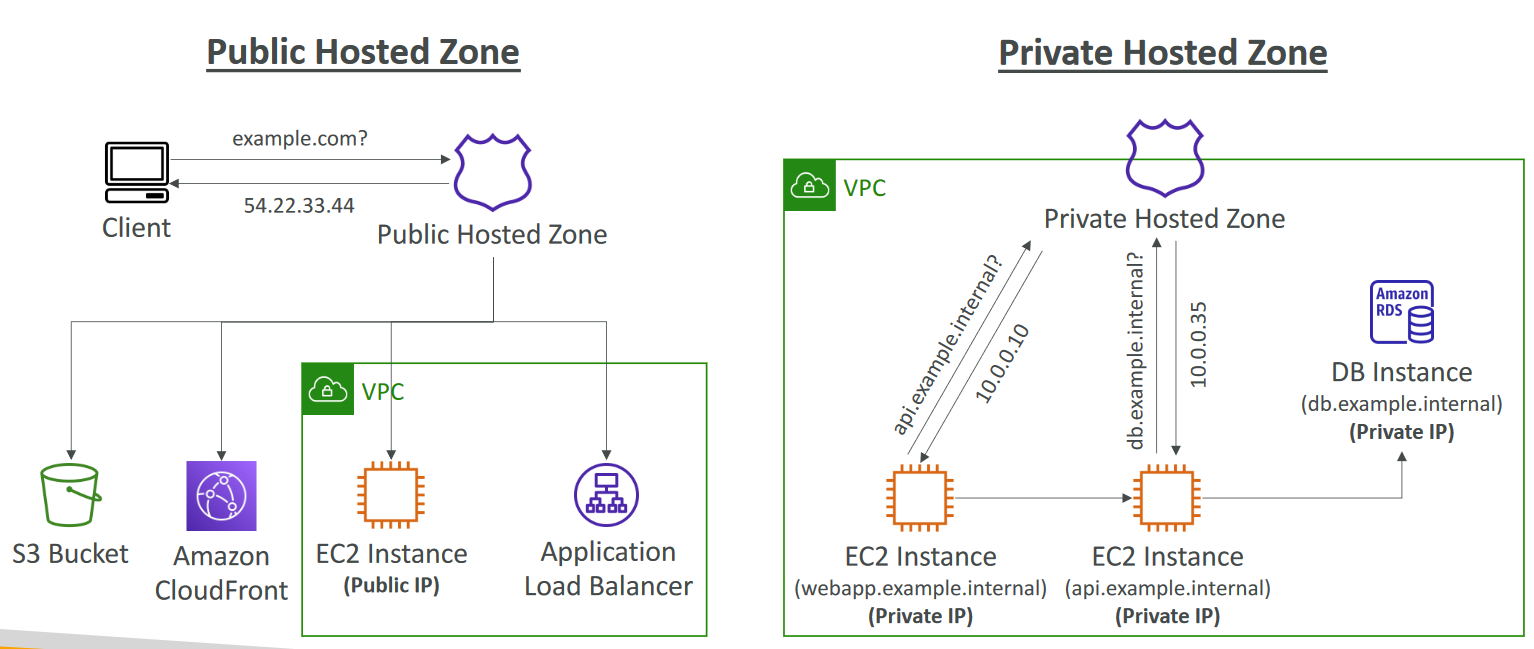 Public Hosted Zone
example.com?
54.22.33.44
Client
Public Hosted Zone
VPC
S3 Bucket
Amazon
CloudFront
EC2 Instance
(Public IP)
Application
Load Balancer
Private Hosted Zone
VPC
Private Hosted Zone
api.example.internal?
10.0.0.10
db.example.internal?
10.0.0.35
Amazon
RDS
DB Instance
(db.example.internal)
(Private IP)
EC2 Instance
(webapp.example.internal)
(Private IP)
EC2 Instance
(api.example.internal)
(Private IP)